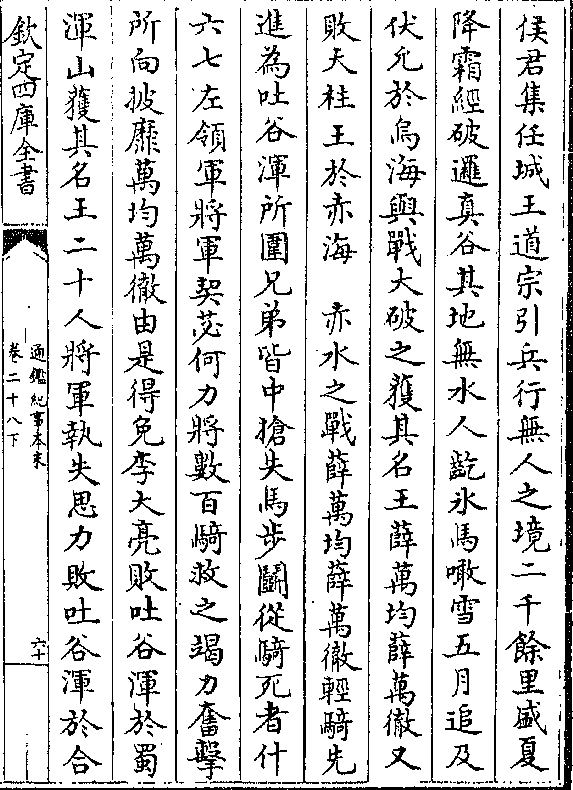 侯君集任城王道宗引兵行無人之境二千餘里盛夏
降霜經破邏真谷其地無水人齕氷馬噉雪五月追及
伏允於烏海與戰大破之獲其名王薛萬均薛萬徹又
敗天柱王於赤海　赤水之戰薛萬均薛萬徹輕騎先
進為吐谷渾所圍兄弟皆中搶失馬步鬭從騎死者什
六七左領軍將軍契苾何力將數百騎救之竭力奮擊
所向披靡萬均萬徹由是得免李大亮敗吐谷渾於蜀
渾山獲其名王二十人將軍執失思力敗吐谷渾於合
欽定四庫全書
通鑑紀事本末
卷二十八下
六十